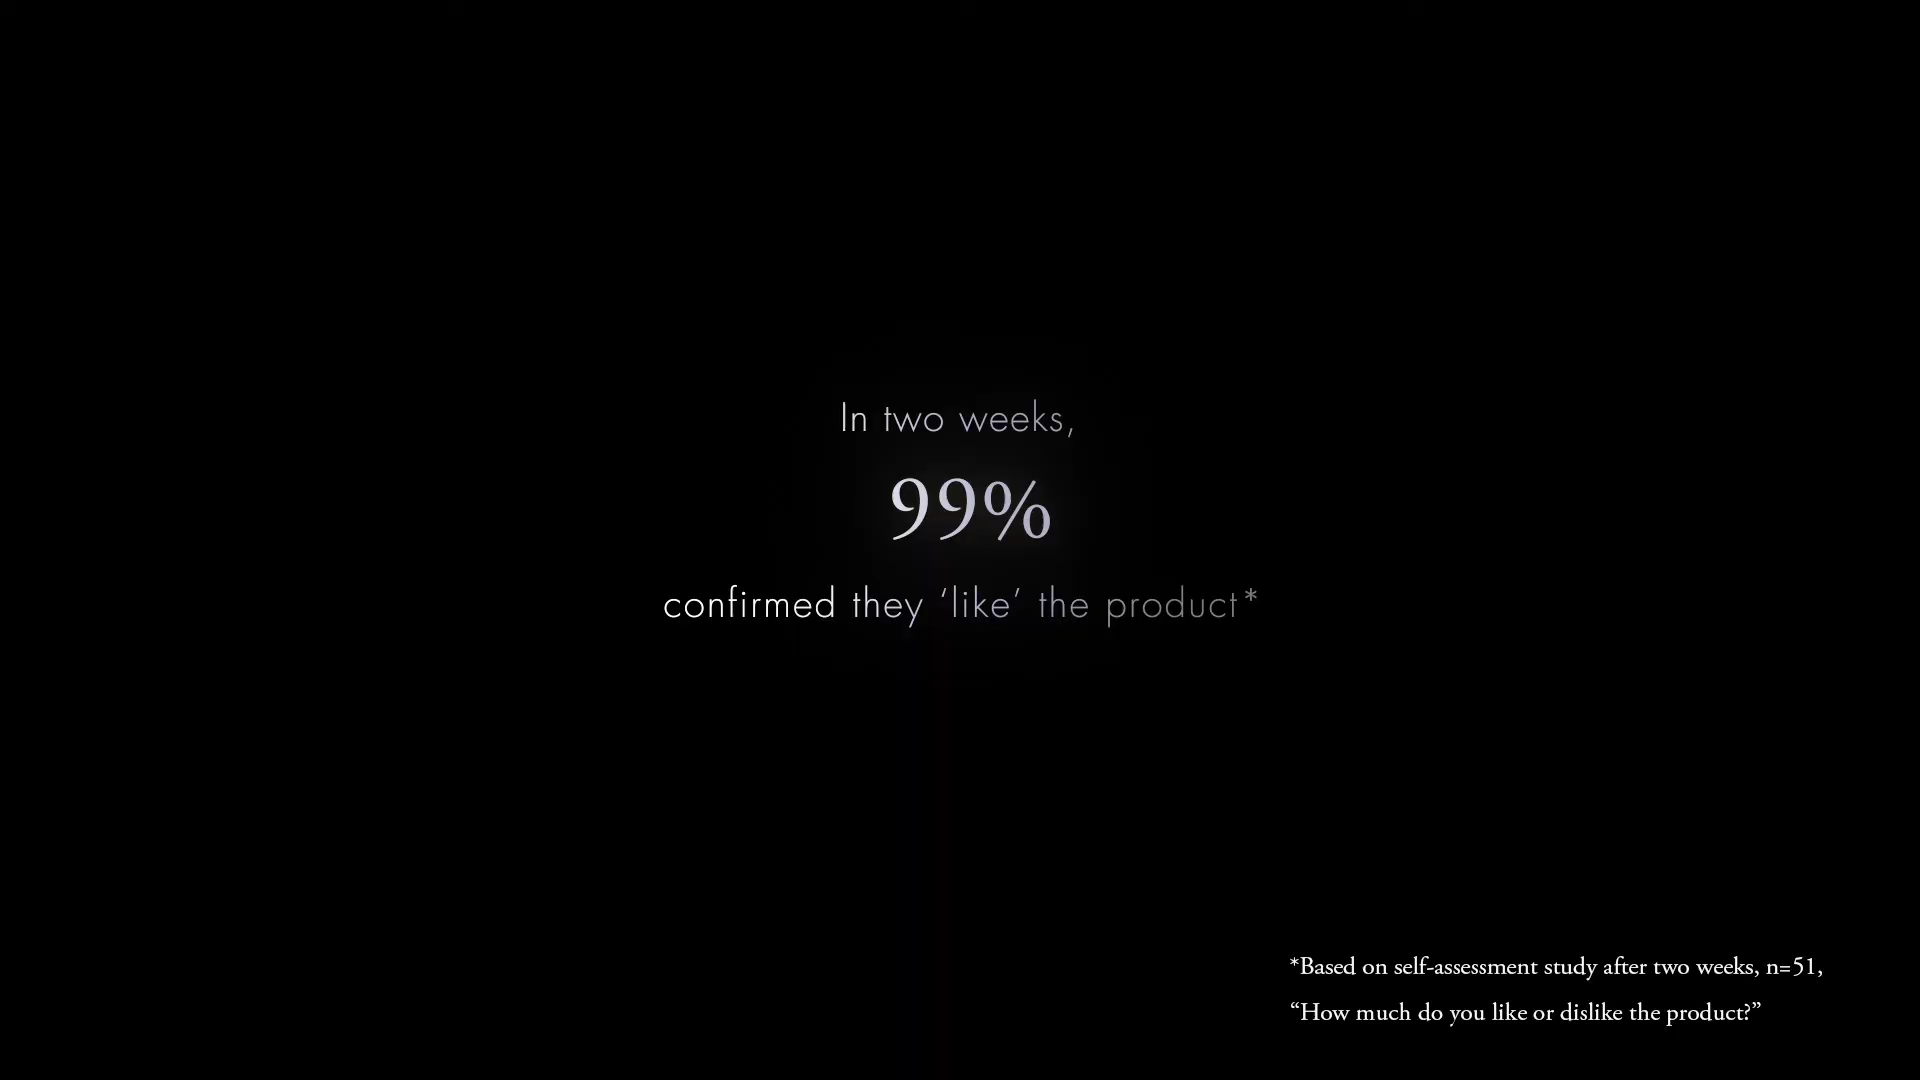 In two weeks,
99%
confirmed they ‘like’ the product*
*Based on self-assessment study after two weeks, n=51,
“How much do you like or dislike the product?”